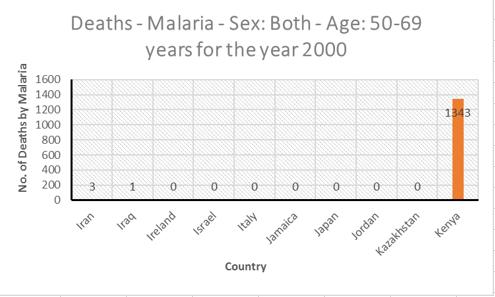 Deaths - Malaria - Sex: Both - Age: 50-69
years for the year 2000
No. of Deaths by Malaria
1600
1400
1200
1000
800
600
400
200
0
3
1
0
0
0
0
0
0
0
1343
Iran
Iraq
Ireland
Israel
Italy
Jamaica
Japan
Jordan
Kazakhstan
Kenya
Country